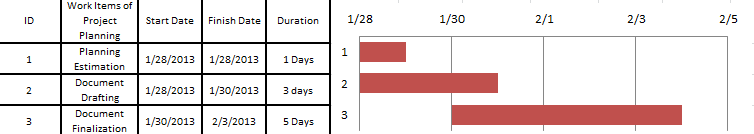 ID Work Items of Project Planning Start Date Finish Date Duration
1 Planning Estimation 1/28/2013 1/28/2013 1 Days
2 Document Drafting 1/28/2013 1/30/2013 3 days
3 Document Finalization 1/30/2013 2/3/2013 5 Days
1/28 1/30 2/1 2/3 2/5
1
2
3